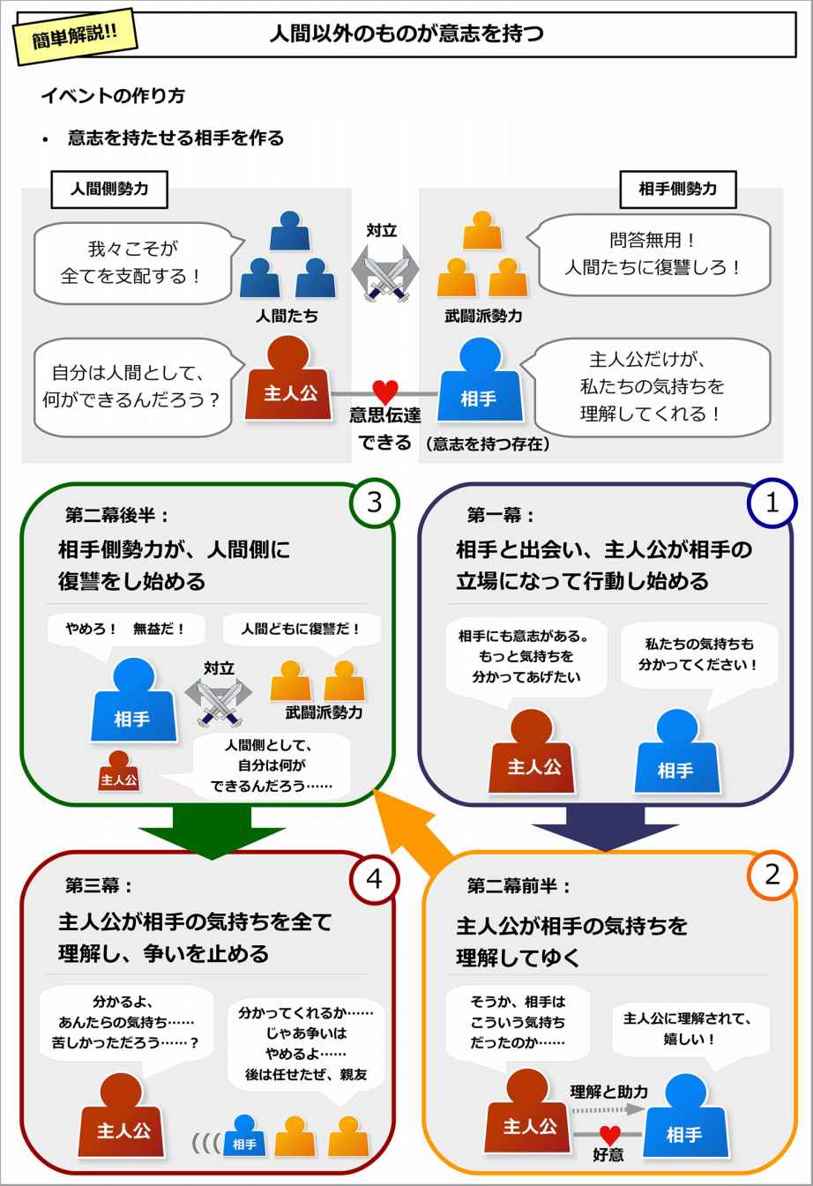 簡単解説!!
人間以外のものが意志を持つ
イベントの作り方
• 意志を持たせる相手を作る
人間側勢力
相手側勢力
我々こそが
全てを支配する！
人間たち
対立
武闘派勢力
問答無用！
人間たちに復讐しろ！
自分は人間として、
何ができるんだろう？
主人公
意思伝達
できる
相手
（意志を持つ存在）
主人公だけが、
私たちの気持ちを
理解してくれる！
1
第一幕：
相手と出会い、主人公が相手の
立場になって行動し始める
相手にも意志がある。
もっと気持ちを
分かってあげたい
私たちの気持ちも
分かってください！
主人公
相手
2
第二幕前半：
主人公が相手の気持ちを
理解してゆく
そうか、相手は
こういう気持ち
だったのか……
主人公に理解されて、
嬉しい！
主人公
理解と助力
好意
相手
3
第二幕後半：
相手側勢力が、人間側に
復讐をし始める
やめろ！　無益だ！
人間どもに復讐だ！
相手
対立
武闘派勢力
主人公
人間側として、
自分は何が
できるんだろう……
4
第三幕：
主人公が相手の気持ちを全て
理解し、争いを止める
分かるよ、
あんたらの気持ち……
苦しかっただろう……？
分かってくれるか……
じゃあ争いは
やめるよ……
後は任せたぜ、親友
主人公
相手